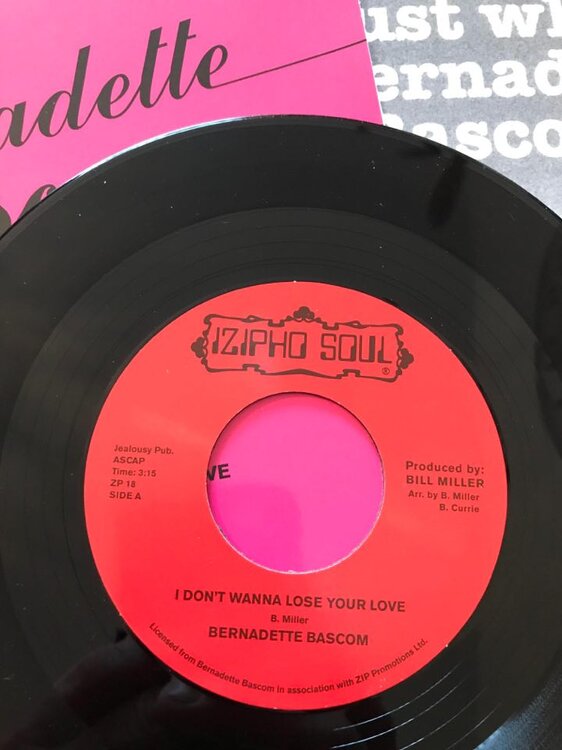 adette
ust wh
ernad
Basco
IZIPHO SOUL
®
Jealousy Pub.
ASCAP
Time: 3:15
ZP 18
SIDE A
VE
Produced by:
BILL MILLER
Arr. by B. Miller
B. Currie
I DON'T WANNA LOSE YOUR LOVE
B. Miller
BERNADETTE BASCOM
Licensed from Bernadette Bascom in association with ZIP Promotions Ltd.